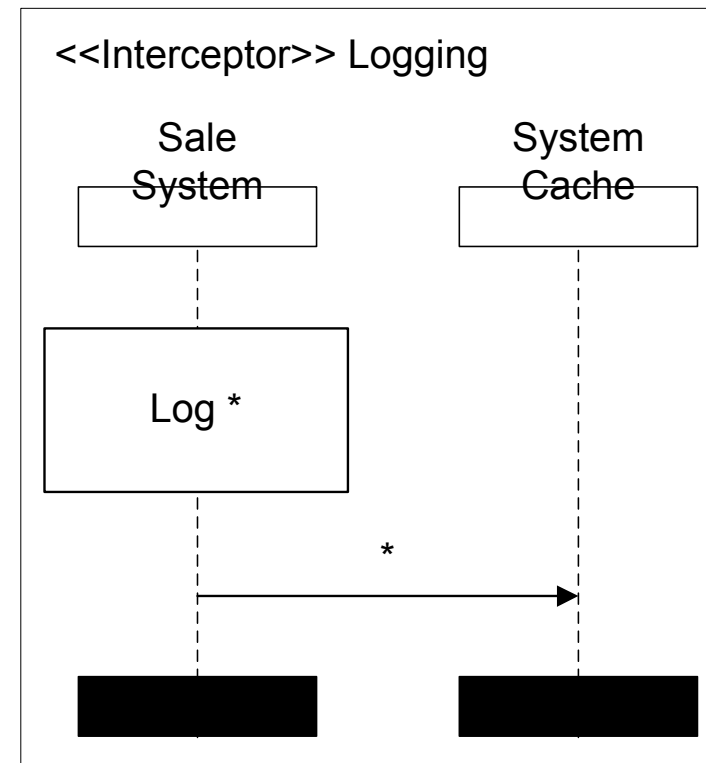 <<Interceptor>> Logging
Sale
System
System
Cache
Log *
*